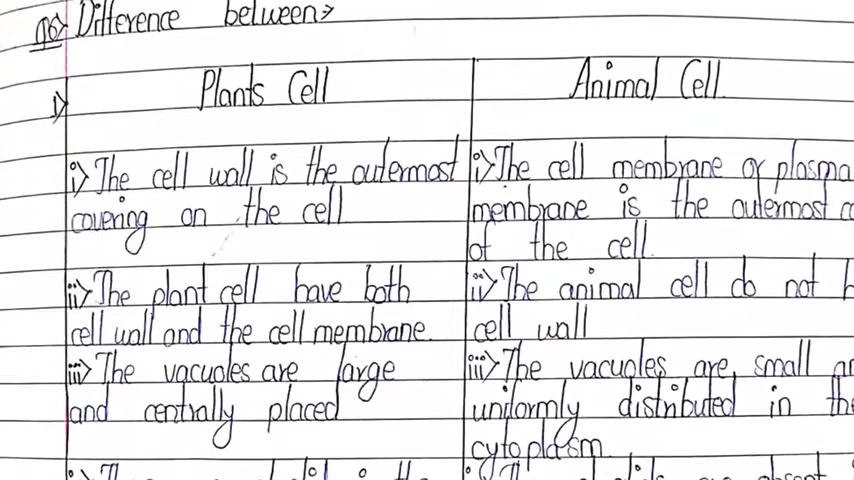 Q6> Difference between→
1> Plants Cell
i> The cell wall is the outermost
covering on the cell
ii> The plant cell have both
cell wall and the cell membrane.
iii> The vacuoles are large
and centrally placed
Animal Cell
i> The cell membrane or plasma
membrane is the outermost
of the cell.
ii> The animal cell do not
cell wall
iii> The vacuoles are small
uniformly distributed in the
cytoplasm.